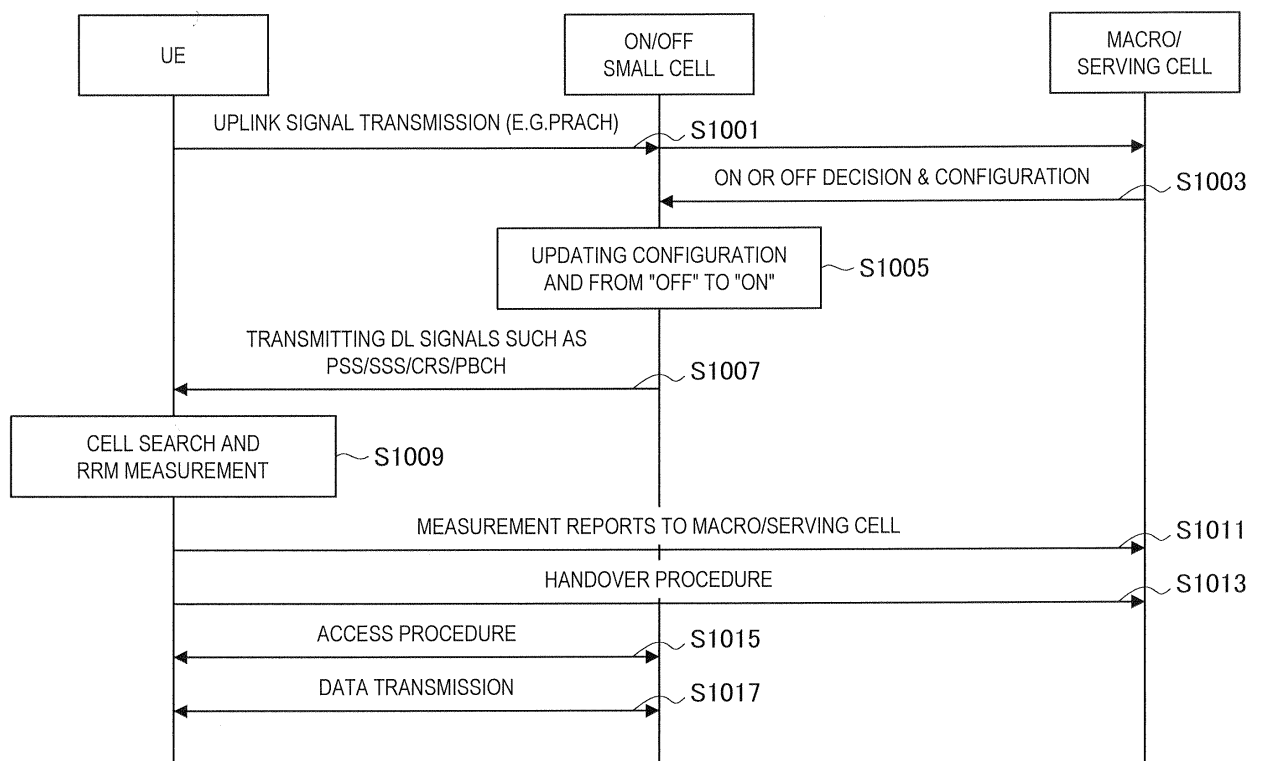 UE
ON/OFF
SMALL CELL
MACRO/
SERVING CELL
UPLINK SIGNAL TRANSMISSION (E.G.PRACH)
S1001
ON OR OFF DECISION & CONFIGURATION
S1003
UPDATING CONFIGURATION
AND FROM "OFF" TO "ON"
S1005
TRANSMITTING DL SIGNALS SUCH AS
PSS/SSS/CRS/PBCH
S1007
CELL SEARCH AND
RRM MEASUREMENT
S1009
MEASUREMENT REPORTS TO MACRO/SERVING CELL
S1011
HANDOVER PROCEDURE
S1013
ACCESS PROCEDURE
S1015
DATA TRANSMISSION
S1017